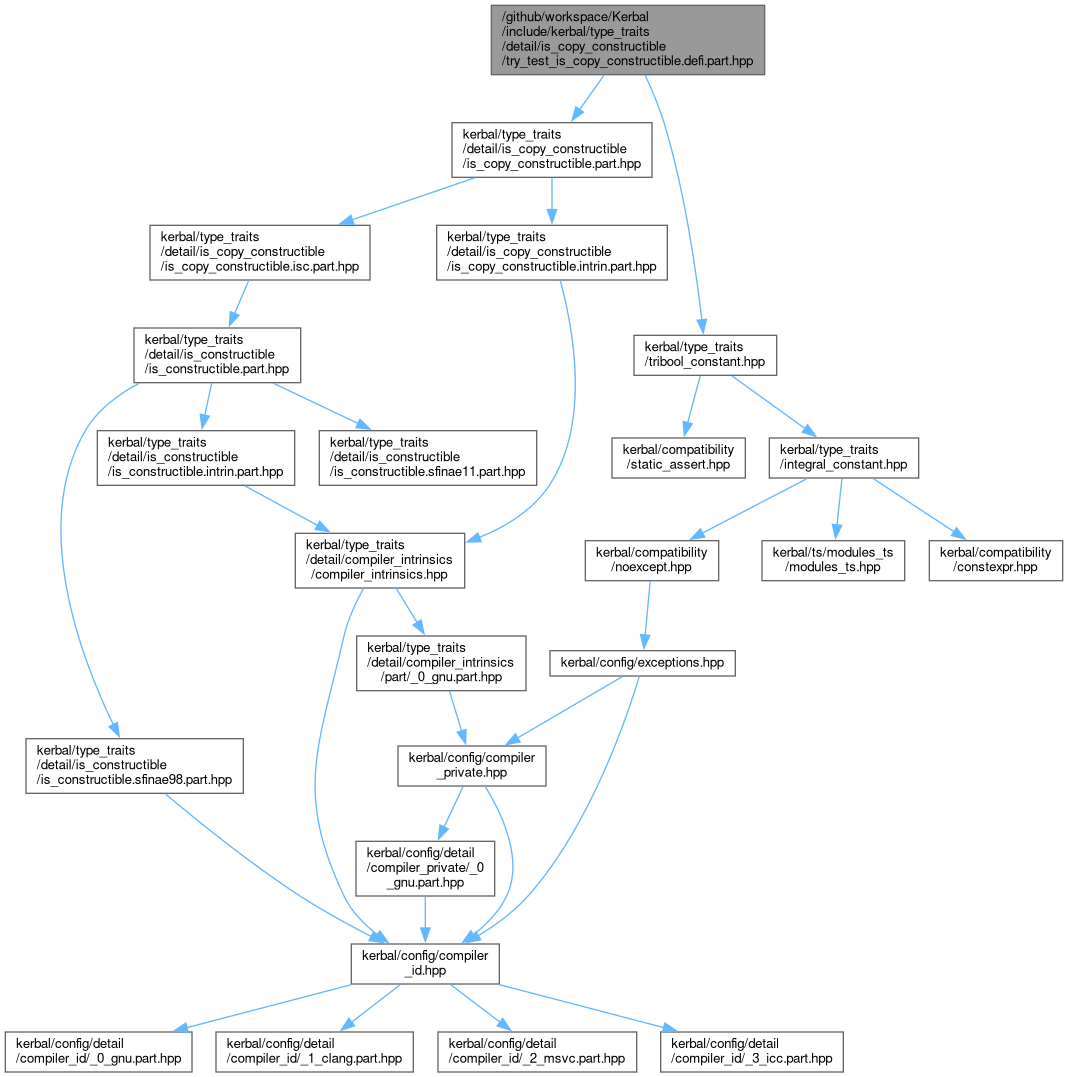 /github/workspace/Kerbal
/include/kerbal/type_traits
/detail/is_copy_constructible
/try_test_is_copy_constructible.defi.part.hpp
kerbal/type_traits
/detail/is_copy_constructible
/is_copy_constructible.part.hpp
kerbal/type_traits
/detail/is_copy_constructible
/is_copy_constructible.isc.part.hpp
kerbal/type_traits
/detail/is_copy_constructible
/is_copy_constructible.intrin.part.hpp
kerbal/type_traits
/detail/is_constructible
/is_constructible.part.hpp
kerbal/type_traits
/tribool_constant.hpp
kerbal/type_traits
/detail/is_constructible
/is_constructible.intrin.part.hpp
kerbal/type_traits
/detail/is_constructible
/is_constructible.sfinae11.part.hpp
kerbal/compatibility
/static_assert.hpp
kerbal/type_traits
/integral_constant.hpp
kerbal/type_traits
/detail/compiler_intrinsics
/compiler_intrinsics.hpp
kerbal/compatibility
/noexcept.hpp
kerbal/ts/modules_ts
/modules_ts.hpp
kerbal/compatibility
/constexpr.hpp
kerbal/type_traits
/detail/compiler_intrinsics
/part/_0_gnu.part.hpp
kerbal/config/exceptions.hpp
kerbal/type_traits
/detail/is_constructible
/is_constructible.sfinae98.part.hpp
kerbal/config/compiler
_private.hpp
kerbal/config/detail
/compiler_private/_0
_gnu.part.hpp
kerbal/config/compiler
_id.hpp
kerbal/config/detail
/compiler_id/_0_gnu.part.hpp
kerbal/config/detail
/compiler_id/_1_clang.part.hpp
kerbal/config/detail
/compiler_id/_2_msvc.part.hpp
kerbal/config/detail
/compiler_id/_3_icc.part.hpp